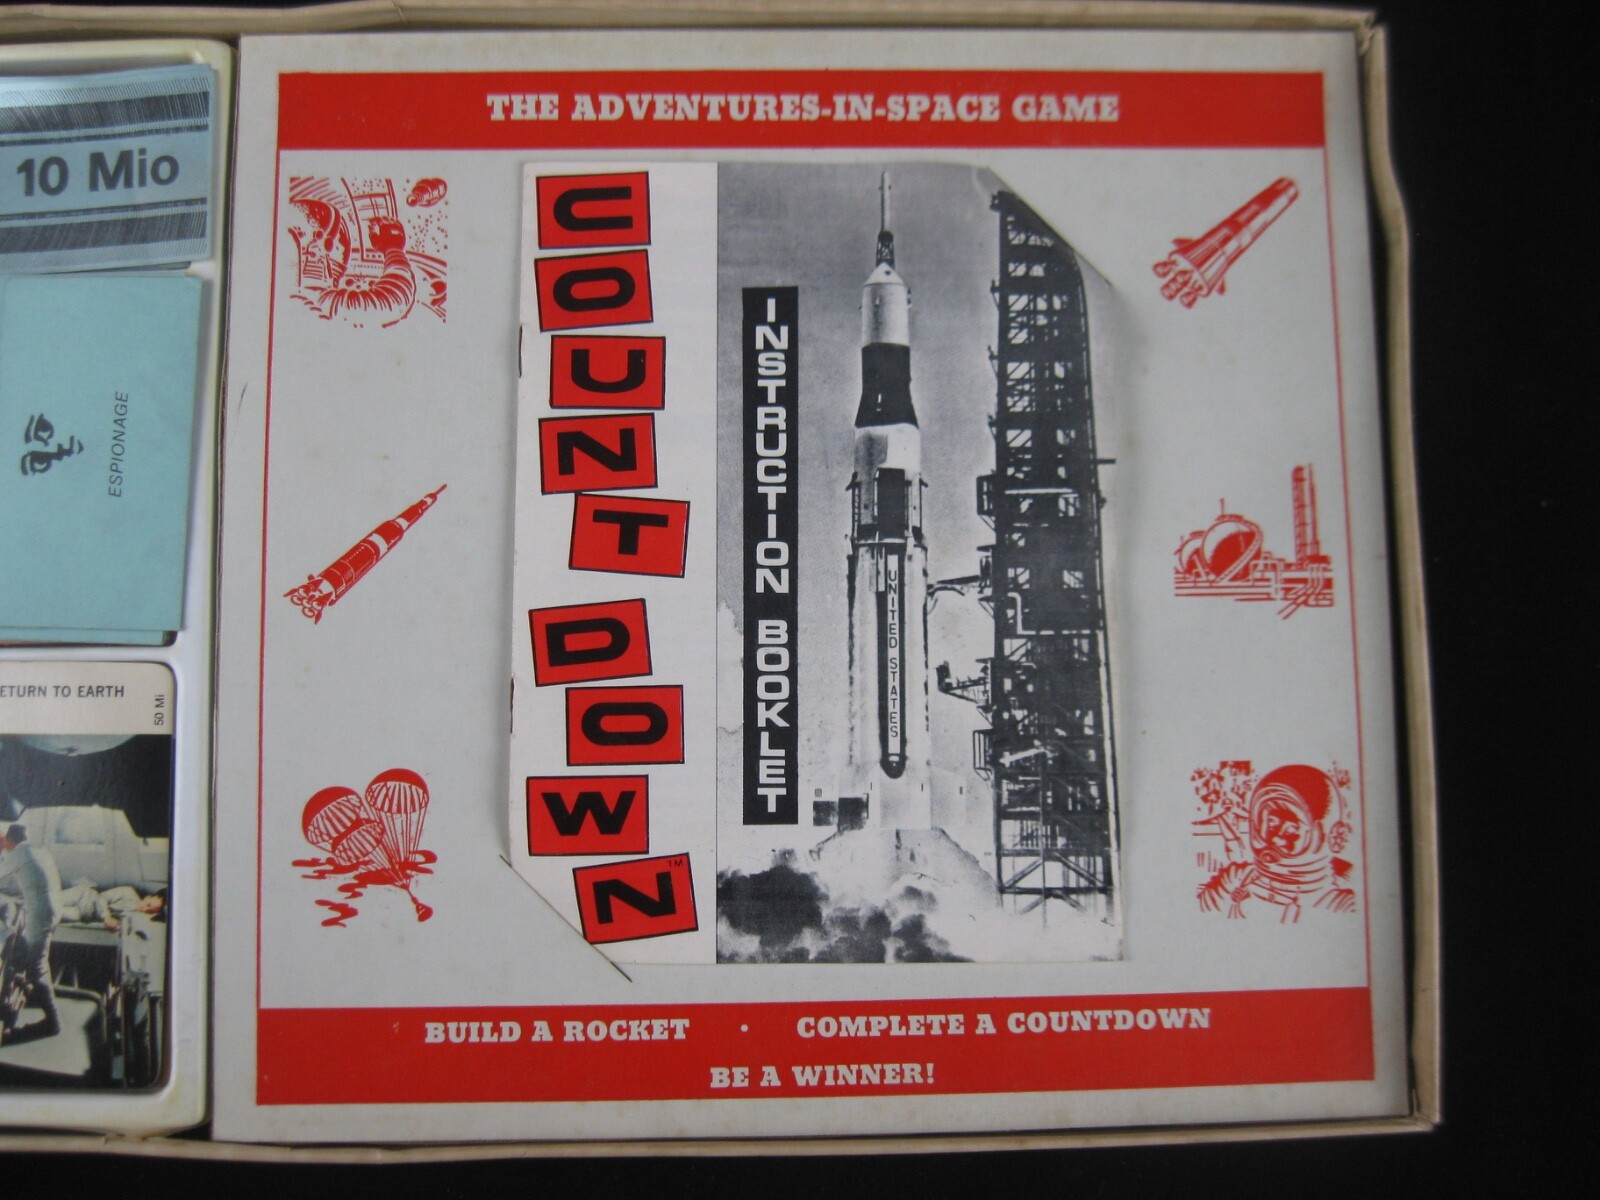 THE ADVENTURES-IN-SPACE GAME
10 Mio
ESPIONAGE
ETURN TO EARTH
50 Mi
COUNT DOWN™
INSTRUCTION BOOKLET
UNITED STATES
BUILD A ROCKET · COMPLETE A COUNTDOWN
BE A WINNER!